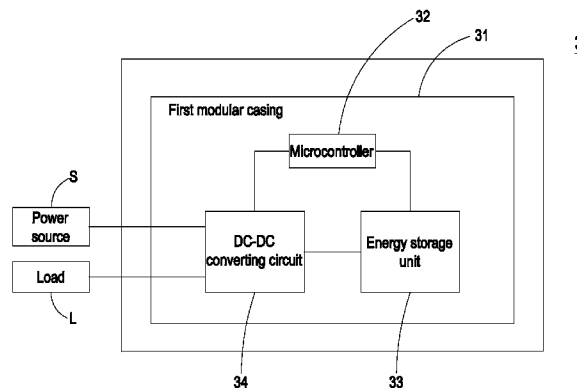 32
31
3
First modular casing
Microcontroller
S
Power
source
DC-DC
converting circuit
Energy storage
unit
Load
L
34
33